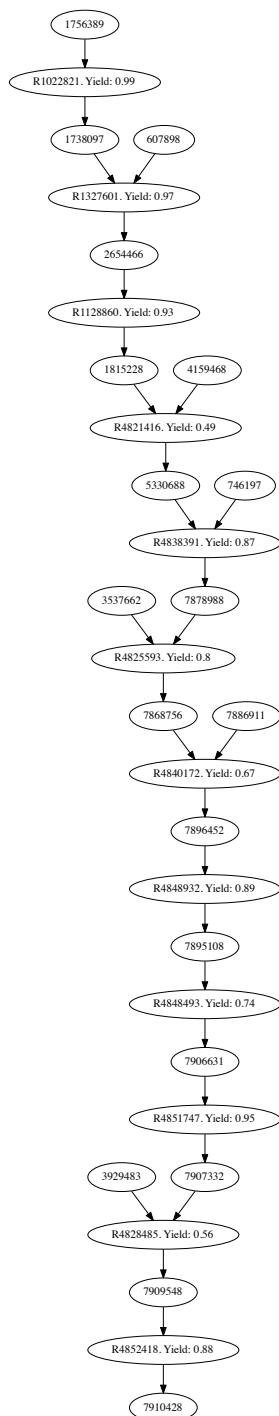 1756389
R1022821. Yield: 0.99
1738097
607898
R1327601. Yield: 0.97
2654466
R1128860. Yield: 0.93
1815228
4159468
R4821416. Yield: 0.49
5330688
746197
R4838391. Yield: 0.87
3537662
7878988
R4825593. Yield: 0.8
7868756
7886911
R4840172. Yield: 0.67
7896452
R4848932. Yield: 0.89
7895108
R4848493. Yield: 0.74
7906631
R4851747. Yield: 0.95
3929483
7907332
R4828485. Yield: 0.56
7909548
R4852418. Yield: 0.88
7910428